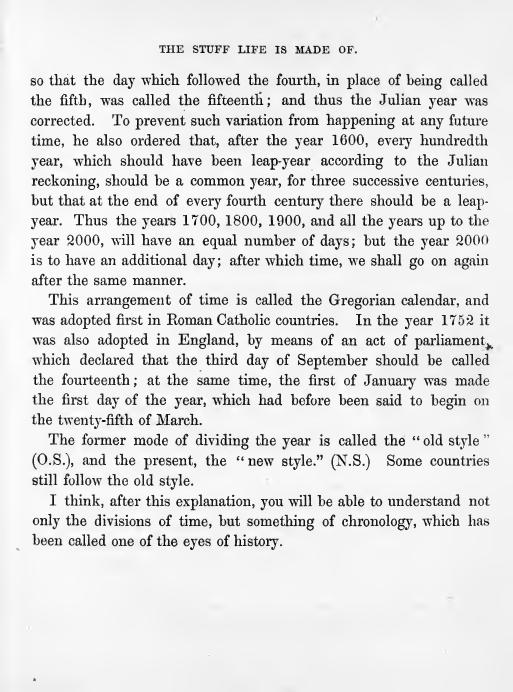 THE STUFF LIFE IS MADE OF.
so that the day which followed the fourth, in place of being called
the fifth, was called the fifteenth; and thus the Julian year was
corrected. To prevent such variation from happening at any future
time, he also ordered that, after the year 1600, every hundredth
year, which should have been leap-year according to the Julian
reckoning, should be a common year, for three successive centuries,
but that at the end of every fourth century there should be a leap-
year. Thus the years 1700, 1800, 1900, and all the years up to the
year 2000, will have an equal number of days; but the year 2000
is to have an additional day; after which time, we shall go on again
after the same manner.
This arrangement of time is called the Gregorian calendar, and
was adopted first in Roman Catholic countries. In the year 1752 it
was also adopted in England, by means of an act of parliament,
which declared that the third day of September should be called
the fourteenth; at the same time, the first of January was made
the first day of the year, which had before been said to begin on
the twenty-fifth of March.
The former mode of dividing the year is called the "old style"
(O.S.), and the present, the "new style." (N.S.) Some countries
still follow the old style.
I think, after this explanation, you will be able to understand not
only the divisions of time, but something of chronology, which has
been called one of the eyes of history.